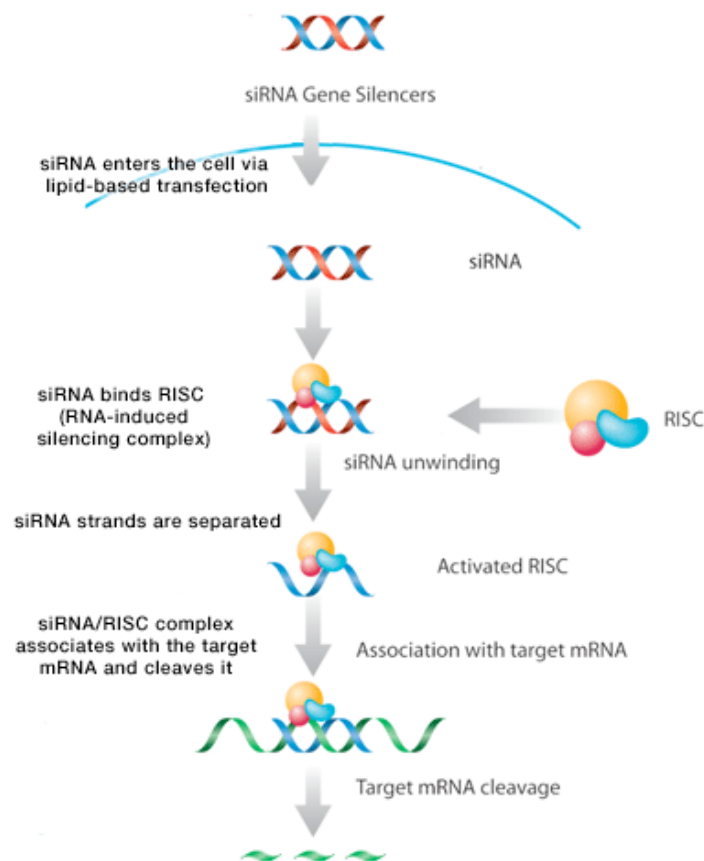 siRNA Gene Silencers
siRNA enters the cell via
lipid-based transfection
siRNA
siRNA binds RISC
(RNA-induced
silencing complex)
RISC
siRNA unwinding
siRNA strands are separated
Activated RISC
siRNA/RISC complex
associates with the target
mRNA and cleaves it
Association with target mRNA
Target mRNA cleavage